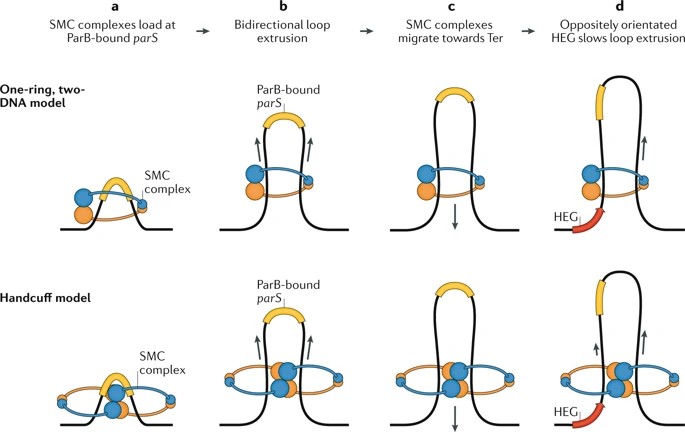 a
SMC complexes load at
ParB-bound parS
b
Bidirectional loop
extrusion
c
SMC complexes
migrate towards Ter
d
Oppositely orientated
HEG slows loop extrusion
One-ring, two-
DNA model
SMC
complex
ParB-bound
parS
HEG
Handcuff model
SMC
complex
ParB-bound
parS
HEG